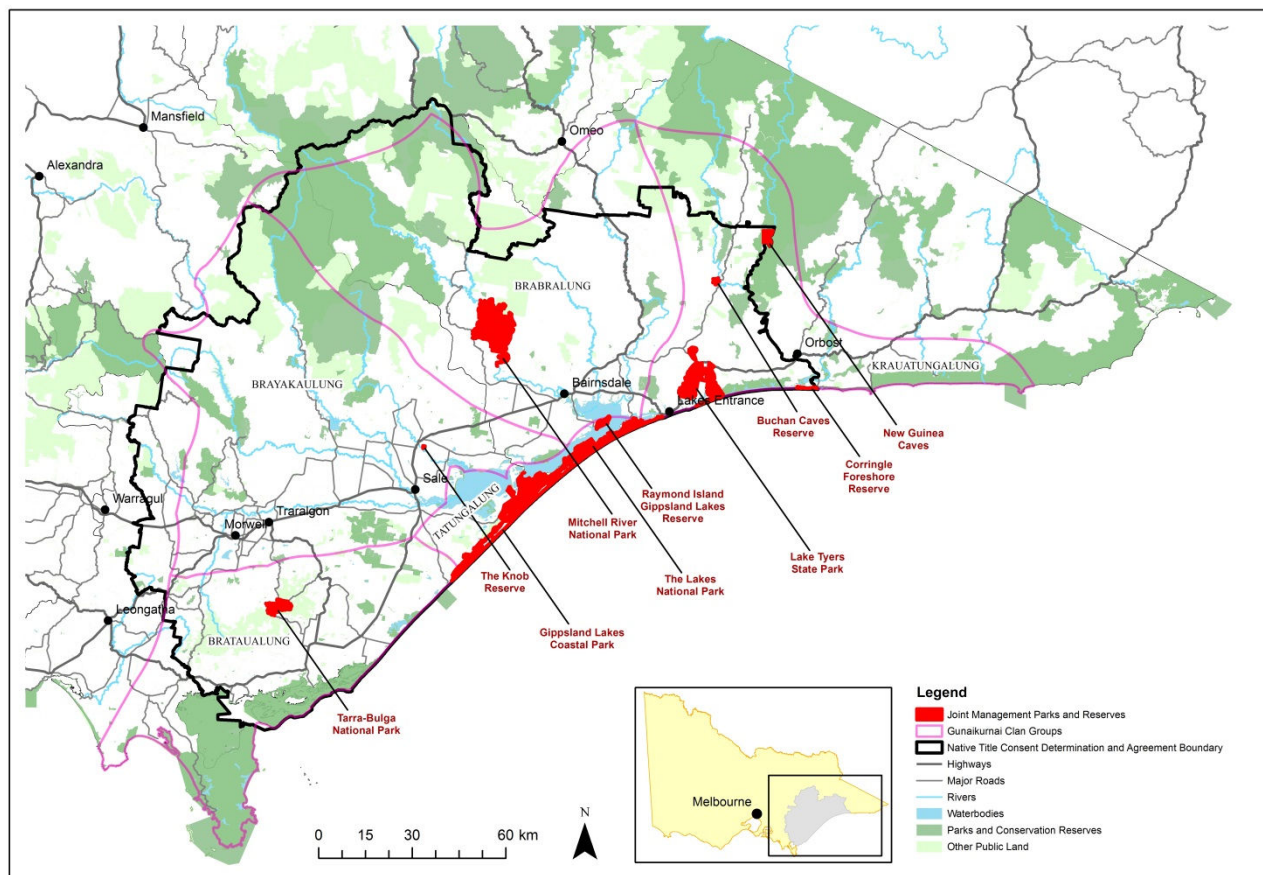 Mansfield
Omeo
Alexandra
BRABRALUNG
Orbost
KRAUATUNGALUNG
BRAYAKAULUNG
Bairnsdale
Lakes Entrance
Buchan Caves
Reserve
New Guinea
Caves
Corringle
Foreshore
Reserve
Sale
TATUNGALUNG
Warragul
Traralgon
Morwell
Raymond Island
Gippsland Lakes
Reserve
Mitchell River
National Park
Lake Tyers
State Park
The Knob
Reserve
The Lakes
National Park
Leongatha
BRATAUALUNG
Gippsland Lakes
Coastal Park
Tarra-Bulga
National Park
N
0 15 30 60 km
Melbourne
Legend
Joint Management Parks and Reserves
Gunaikurnai Clan Groups
Native Title Consent Determination and Agreement Boundary
Highways
Major Roads
Rivers
Waterbodies
Parks and Conservation Reserves
Other Public Land